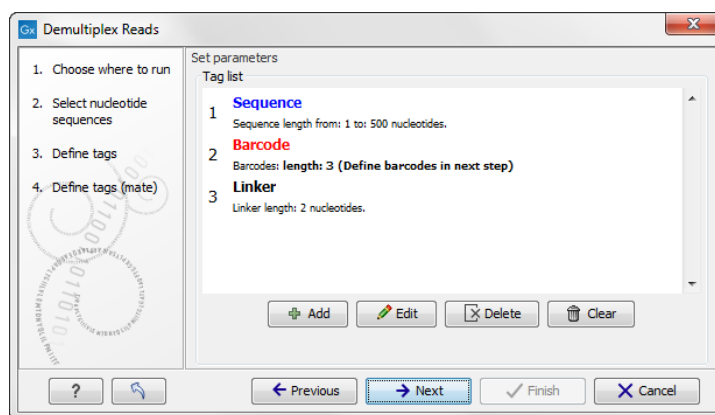 Gx Demultiplex Reads
1. Choose where to run
2. Select nucleotide
sequences
3. Define tags
4. Define tags (mate)
Set parameters
Tag list
1 Sequence
Sequence length from: 1 to: 500 nucleotides.
2 Barcode
Barcodes: length: 3 (Define barcodes in next step)
3 Linker
Linker length: 2 nucleotides.
Add
Edit
Delete
Clear
?
Previous
Next
Finish
Cancel